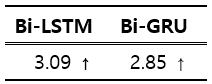 Bi-LSTM Bi-GRU
3.09 ↑ 2.85 ↑